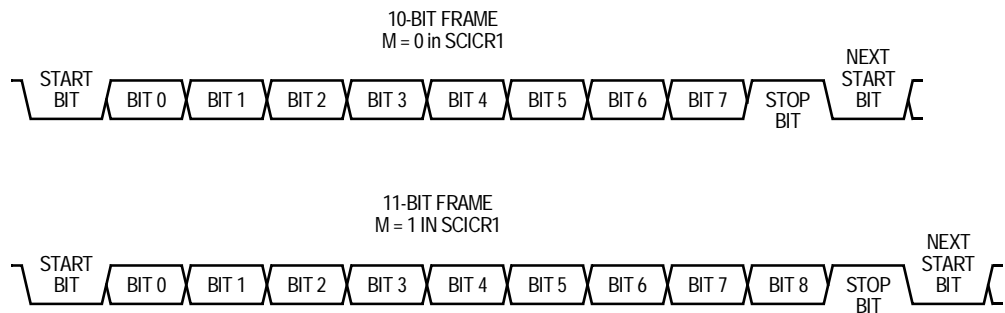 10-BIT FRAME
M = 0 in SCICR1
START
BIT
BIT 0
BIT 1
BIT 2
BIT 3
BIT 4
BIT 5
BIT 6
BIT 7
STOP
BIT
NEXT
START
BIT
11-BIT FRAME
M = 1 IN SCICR1
START
BIT
BIT 0
BIT 1
BIT 2
BIT 3
BIT 4
BIT 5
BIT 6
BIT 7
BIT 8
STOP
BIT
NEXT
START
BIT